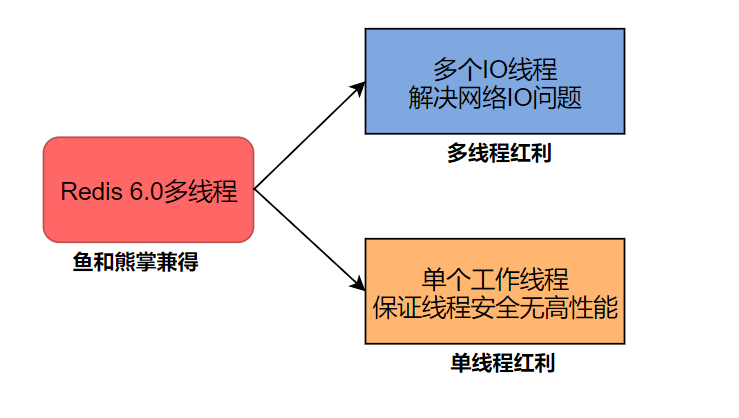 多个IO线程
解决网络IO问题
多线程红利
Redis 6.0多线程
鱼和熊掌兼得
单个工作线程
保证线程安全无高性能
单线程红利